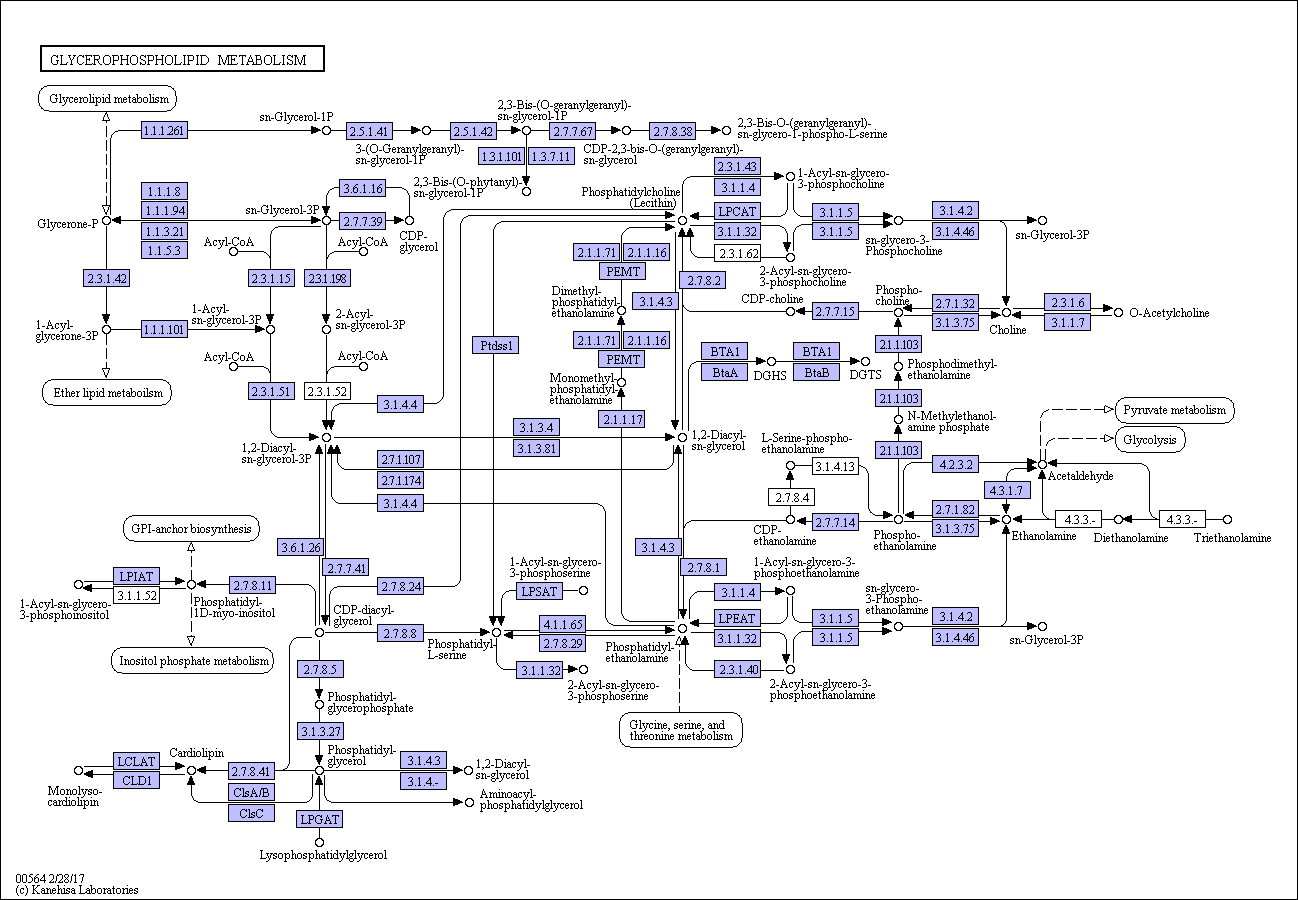 GLYCEROPHOSPHOLIPID METABOLISM
Glycerolipid metabolism
1.1.1.261
sn-Glycerol-1P
2.5.1.41
3-(O-Geranylgeranyl)-
sn-glycerol-1P
2.5.1.42
2,3-Bis-(O-geranylgeranyl)-
sn-glycerol-1P
2.7.7.67
CDP-2,3-bis-O-(geranylgeranyl)-
sn-glycerol
2.7.8.38
2,3-Bis-O-(geranylgeranyl)-
sn-glycero-1-phospho-L-serine
1.3.1.101
1.3.7.11
2,3-Bis-(O-phytanyl)-
sn-glycerol-1P
1.1.1.8
1.1.1.94
1.1.3.21
1.1.5.3
Glycerone-P
sn-Glycerol-3P
3.6.1.16
2.7.7.39
CDP-
glycerol
Acyl-CoA
Acyl-CoA
2.3.1.42
2.3.1.15
2.3.1.198
1-Acyl-
glycerone-3P
1.1.1.101
1-Acyl-
sn-glycerol-3P
2-Acyl-
sn-glycerol-3P
Acyl-CoA
Acyl-CoA
2.3.1.51
2.3.1.52
Ether lipid metaboilsm
3.1.4.4
1,2-Diacyl-
sn-glycerol-3P
3.1.3.4
3.1.3.81
2.7.1.107
2.7.1.174
3.1.4.4
Ptdss1
Phosphatidylcholine
(Lecithin)
2.3.1.43
3.1.1.4
LPCAT
3.1.1.32
2.3.1.62
1-Acyl-sn-glycero-
3-phosphocholine
2-Acyl-sn-glycero-
3-phosphocholine
3.1.1.5
3.1.1.5
sn-glycero-3-
Phosphocholine
3.1.4.2
3.1.4.46
sn-Glycerol-3P
2.1.1.71
2.1.1.16
PEMT
Dimethyl-
phosphatidyl-
ethanolamine
3.1.4.3
2.7.8.2
CDP-choline
2.7.7.15
Phospho-
choline
2.7.1.32
3.1.3.75
Choline
2.3.1.6
3.1.1.7
O-Acetylcholine
2.1.1.71
2.1.1.16
PEMT
Monomethyl-
phosphatidyl-
ethanolamine
2.1.1.17
BTA1
BtaA
DGHS
BTA1
BtaB
DGTS
2.1.1.103
Phosphodimethyl-
ethanolamine
2.1.1.103
N-Methylethanol-
amine phosphate
2.1.1.103
1,2-Diacyl-
sn-glycerol
L-Serine-phospho-
ethanolamine
3.1.4.13
2.7.8.4
CDP-
ethanolamine
2.7.7.14
Phospho-
ethanolamine
4.2.3.2
4.3.1.7
2.7.1.82
3.1.3.75
Pyruvate metabolism
Glycolysis
Acetaldehyde
Ethanolamine
4.3.3.-
Diethanolamine
4.3.3.-
Triethanolamine
GPI-anchor biosynthesis
3.6.1.26
2.7.7.41
2.7.8.24
LPIAT
3.1.1.52
1-Acyl-sn-glycero-
3-phosphoinositol
2.7.8.11
Phosphatidyl-
1D-myo-inositol
Inositol phosphate metabolism
CDP-diacyl-
glycerol
2.7.8.8
Phosphatidyl-
L-serine
1-Acyl-sn-glycero-
3-phosphoserine
LPSAT
4.1.1.65
2.7.8.29
3.1.1.32
2-Acyl-sn-glycero-
3-phosphoserine
3.1.4.3
2.7.8.1
Phosphatidyl-
ethanolamine
1-Acyl-sn-glycero-3-
phosphoethanolamine
3.1.1.4
LPEAT
3.1.1.32
2.3.1.40
2-Acyl-sn-glycero-3-
phosphoethanolamine
3.1.1.5
3.1.1.5
sn-glycero-
3-Phospho-
ethanolamine
3.1.4.2
3.1.4.46
sn-Glycerol-3P
Glycine, serine, and
threonine metabolism
2.7.8.5
Phosphatidyl-
glycerophosphate
3.1.3.27
Phosphatidyl-
glycerol
LCLAT
CLD1
Monolyso-
cardiolipin
Cardiolipin
2.7.8.41
ClsA/B
ClsC
3.1.4.3
3.1.4.-
1,2-Diacyl-
sn-glycerol
Aminoacyl-
phosphatidylglycerol
LPGAT
Lysophosphatidylglycerol
00564 2/28/17
(c) Kanehisa Laboratories